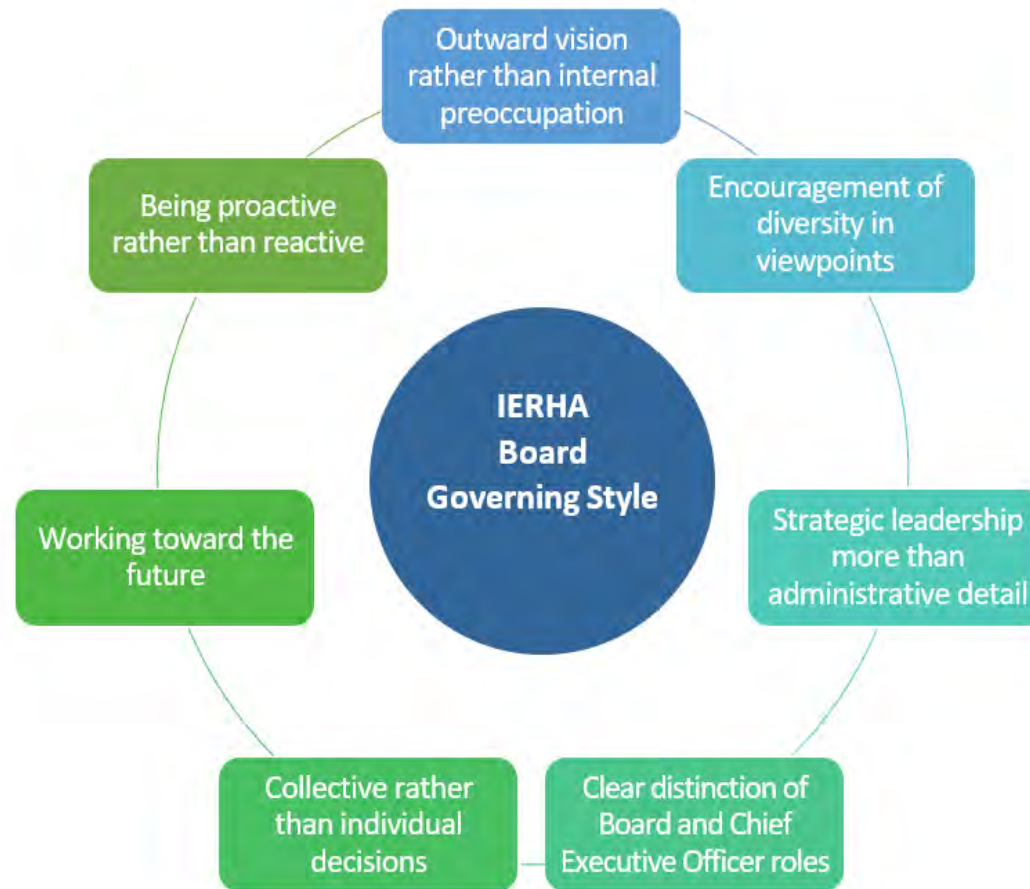 Outward vision
rather than internal
preoccupation
Encouragement of
diversity in
viewpoints
Strategic leadership
more than
administrative detail
Clear distinction of
Board and Chief
Executive Officer roles
Collective rather
than individual
decisions
Working toward the
future
Being proactive
rather than reactive
IERHA
Board
Governing Style